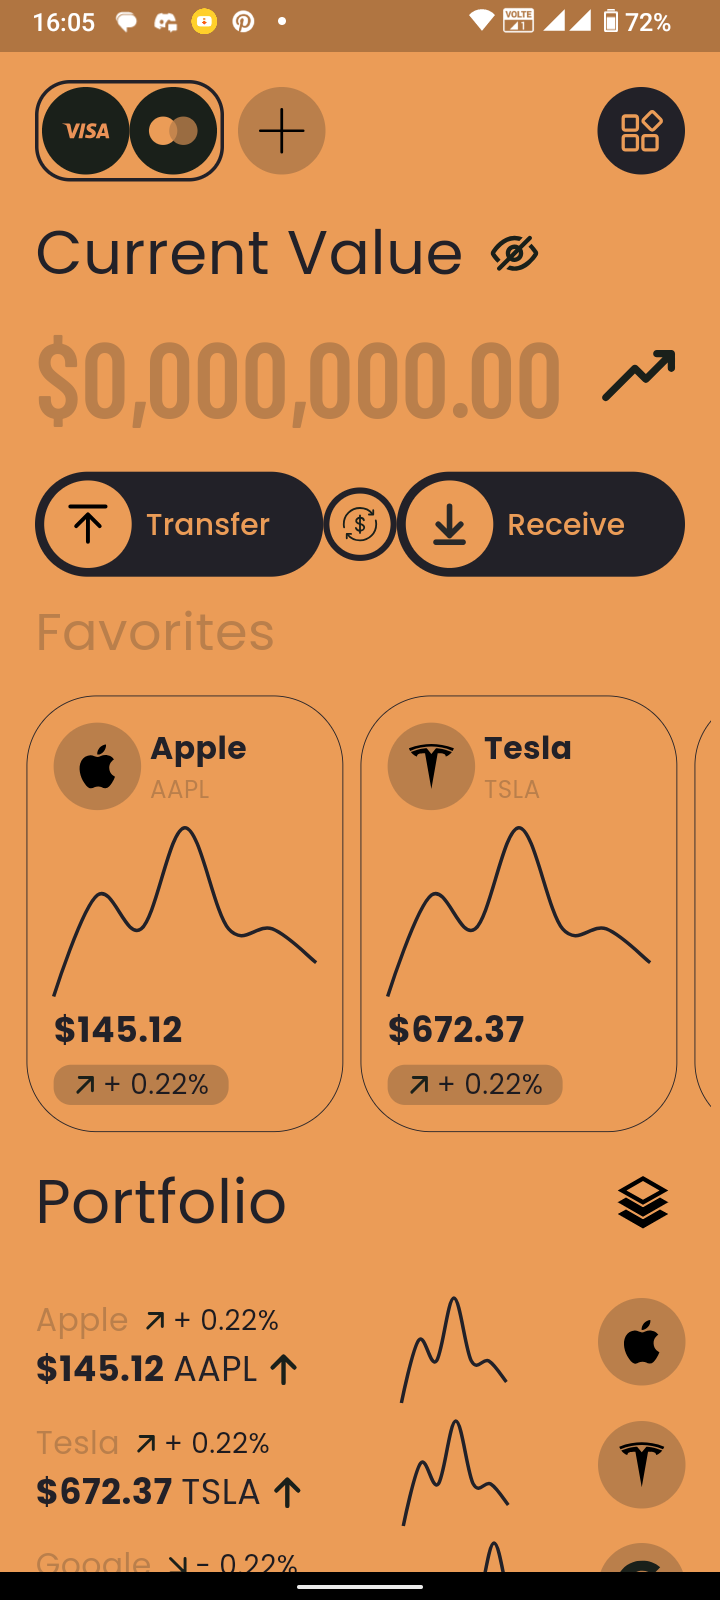 16:05 VOLTE 1 72%
VISA
Current Value
$0,000,000.00
Transfer $ Receive
Favorites
Apple
AAPL
$145.12
+ 0.22%
Tesla
TSLA
$672.37
+ 0.22%
Portfolio
Apple + 0.22%
$145.12 AAPL
Tesla + 0.22%
$672.37 TSLA
Google - 0.22%